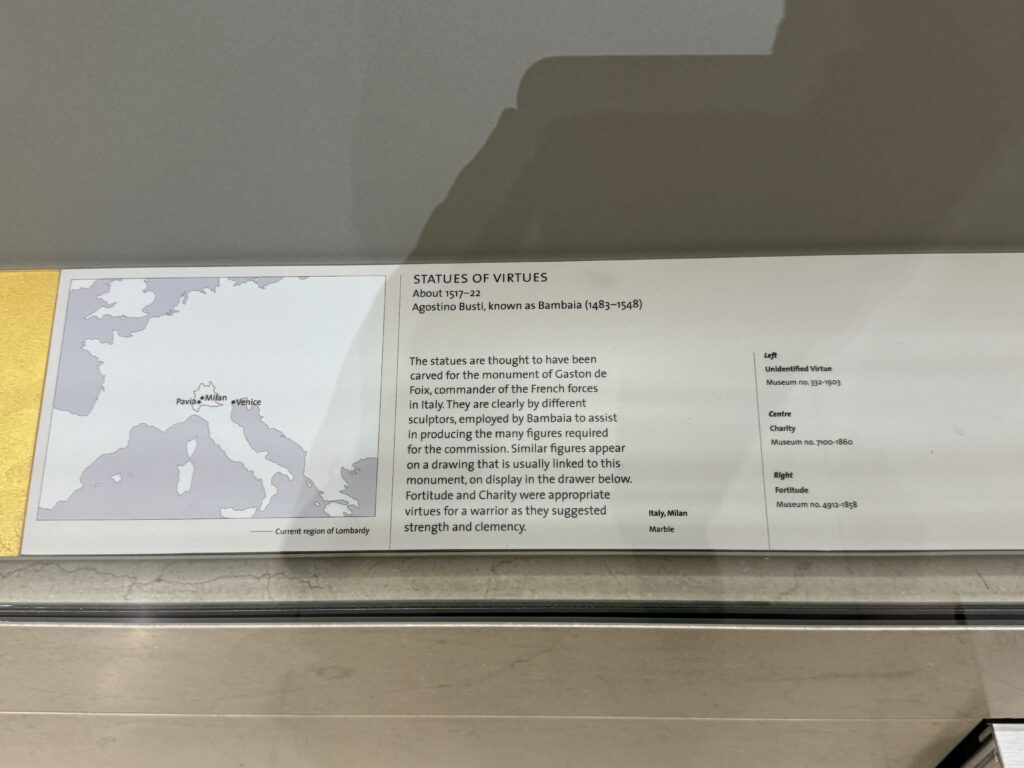 STATUES OF VIRTUES
About 1517–22
Agostino Busti, known as Bambaia (1483–1548)
The statues are thought to have been
carved for the monument of Gaston de
Foix, commander of the French forces
in Italy. They are clearly by different
sculptors, employed by Bambaia to assist
in producing the many figures required
for the commission. Similar figures appear
on a drawing that is usually linked to this
monument, on display in the drawer below.
Fortitude and Charity were appropriate
virtues for a warrior as they suggested
strength and clemency.
Italy, Milan
Marble
Left
Unidentified Virtue
Museum no. 332-1903
Centre
Charity
Museum no. 7100-1860
Right
Fortitude
Museum no. 4912-1858
Milan
Pavia
Venice
Current region of Lombardy